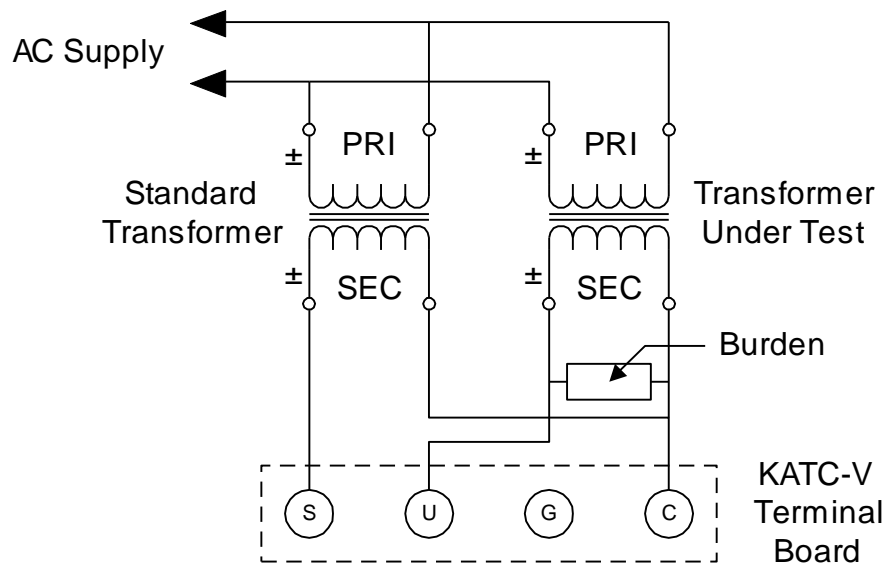 AC Supply
PRI
PRI
±
±
Standard
Transformer
Transformer
Under Test
±
SEC
±
SEC
Burden
S
U
G
C
KATC-V
Terminal
Board